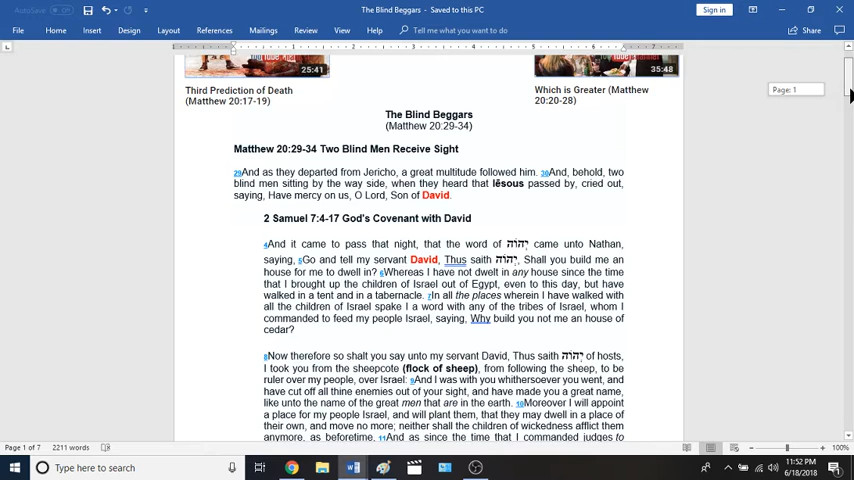 AutoSave Off
The Blind Beggars - Saved to this PC
Sign in
File Home Insert Draw Design Layout References Mailings Review View Help Tell me what you want to do Share
1 2 3 4 5 6 7
25:41
35:48
Third Prediction of Death
(Matthew 20:17-19)
Which is Greater (Matthew
20:20-28)
Page: 1
The Blind Beggars
(Matthew 20:29-34)
Matthew 20:29-34 Two Blind Men Receive Sight
29And as they departed from Jericho, a great multitude followed him. 30And, behold, two
blind men sitting by the way side, when they heard that Iēsous passed by, cried out,
saying, Have mercy on us, O Lord, Son of David.
2 Samuel 7:4-17 God's Covenant with David
4And it came to pass that night, that the word of יְהוָֹה came unto Nathan,
saying, 5Go and tell my servant David, Thus saith יְהוָֹה, Shall you build me an
house for me to dwell in? 6Whereas I have not dwelt in any house since the time
that I brought up the children of Israel out of Egypt, even to this day, but have
walked in a tent and in a tabernacle. 7In all the places wherein I have walked with
all the children of Israel spake I a word with any of the tribes of Israel, whom I
commanded to feed my people Israel, saying, Why build you not me an house of
cedar?
8Now therefore so shalt you say unto my servant David, Thus saith יְהוָֹה of hosts,
I took you from the sheepcote (flock of sheep), from following the sheep, to be
ruler over my people, over Israel: 9And I was with you whithersoever you went, and
have cut off all thine enemies out of your sight, and have made you a great name,
like unto the name of the great men that are in the earth. 10Moreover I will appoint
a place for my people Israel, and will plant them, that they may dwell in a place of
their own, and move no more; neither shall the children of wickedness afflict them
anymore, as beforetime, 11And as since the time that I commanded judges to
Page 1 of 7 2211 words 100%
Type here to search
11:52 PM
6/18/2018